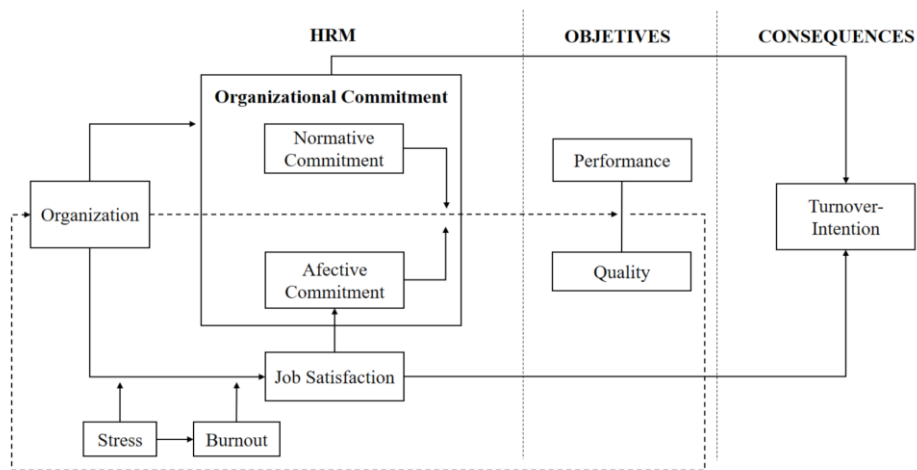 HRM
OBJETIVES
CONSEQUENCES
Organizational Commitment
Normative
Commitment
Performance
Organization
Turnover-
Intention
Afective
Commitment
Quality
Job Satisfaction
Stress
Burnout